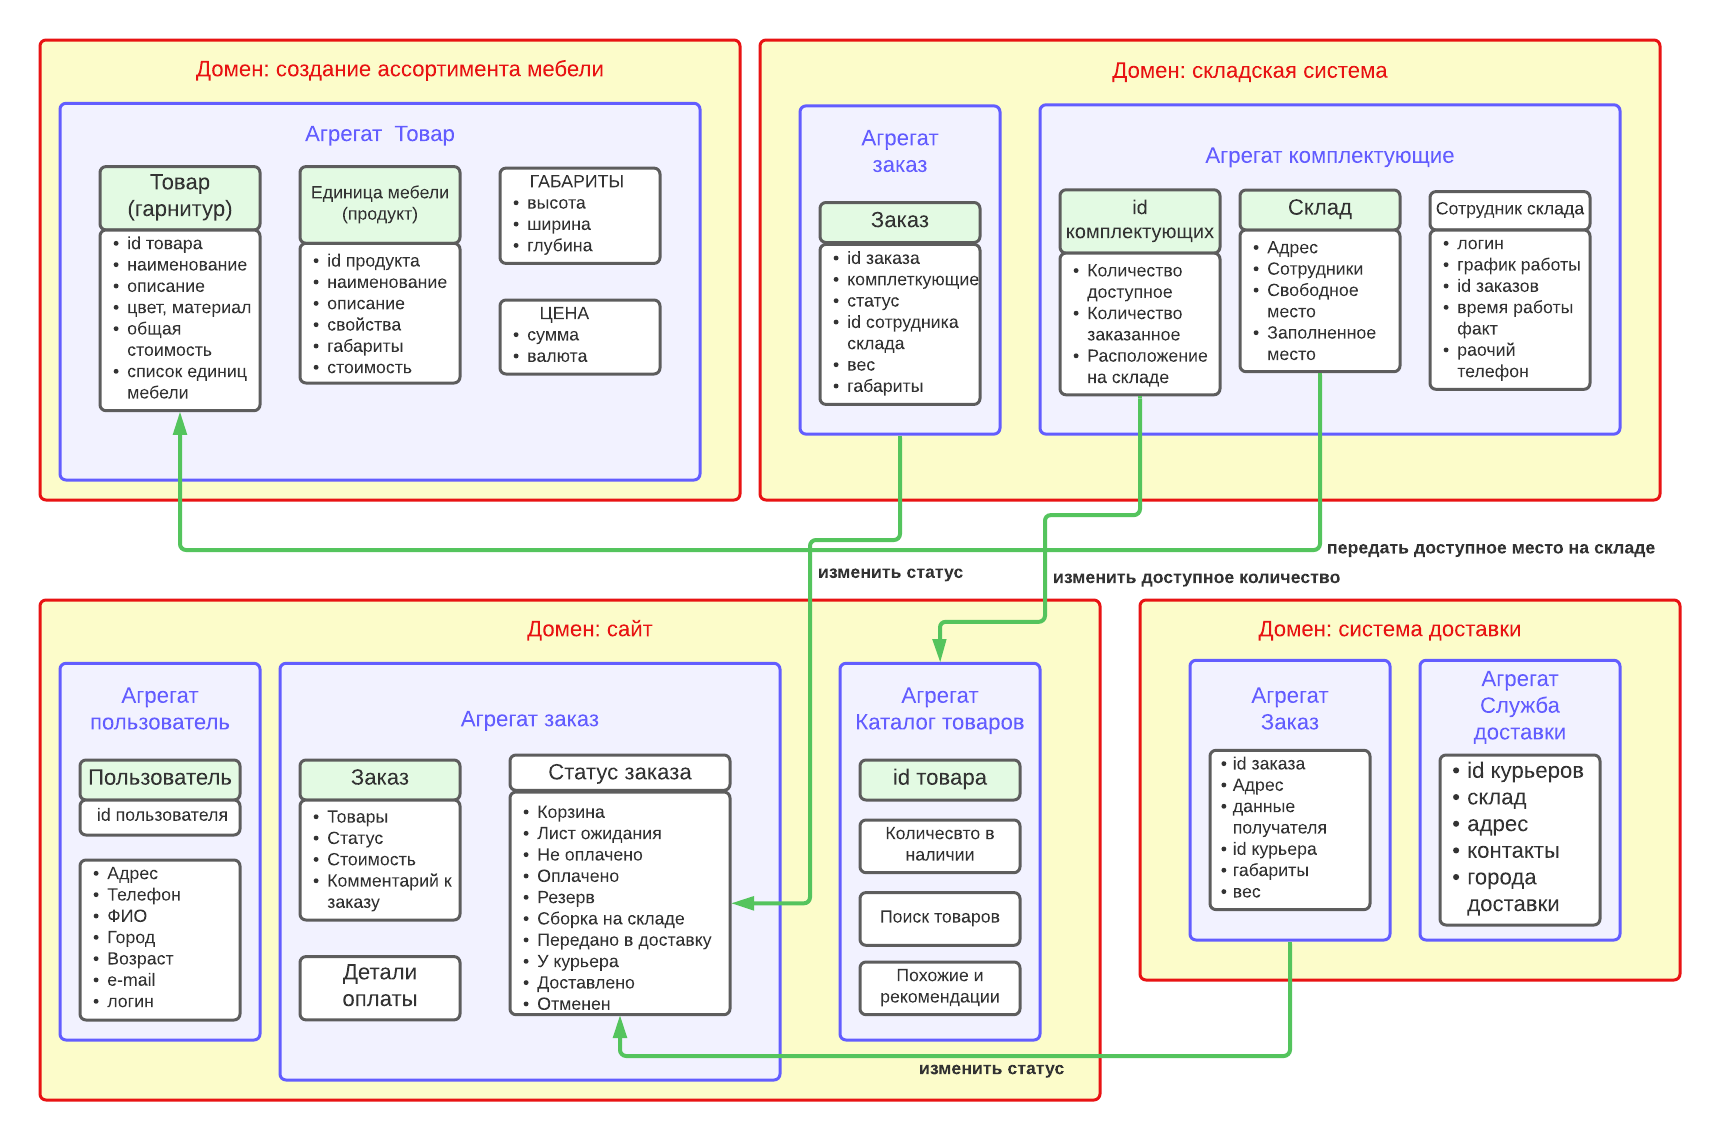 Домен: создание ассортимента мебели
Агрегат  Товар
Товар
(гарнитур)
• id товара
• наименование
• описание
• цвет, материал
• общая
стоимость
• список единиц
мебели
Единица мебели
(продукт)
• id продукта
• наименование
• описание
• свойства
• габариты
• стоимость
ГАБАРИТЫ
• высота
• ширина
• глубина
ЦЕНА
• сумма
• валюта
Домен: складская система
Агрегат
заказ
Заказ
• id заказа
• комплеткующие
• статус
• id сотрудника
склада
• вес
• габариты
Агрегат комплектующие
id
комплектующих
• Количество
доступное
• Количество
заказанное
• Расположение
на складе
Склад
• Адрес
• Сотрудники
• Свободное
место
• Заполненное
место
Сотрудник склада
• логин
• график работы
• id заказов
• время работы
факт
• раочий
телефон
передать доступное место на складе
изменить статус
изменить доступное количество
Домен: сайт
Агрегат
пользователь
Пользователь
id пользователя
• Адрес
• Телефон
• ФИО
• Город
• Возраст
• e-mail
• логин
Агрегат заказ
Заказ
• Товары
• Статус
• Стоимость
• Комментарий к
заказу
Детали
оплаты
Статус заказа
• Корзина
• Лист ожидания
• Не оплачено
• Оплачено
• Резерв
• Сборка на складе
• Передано в доставку
• У курьера
• Доставлено
• Отменен
Агрегат
Каталог товаров
id товара
Количесвто в
наличии
Поиск товаров
Похожие и
рекомендации
изменить статус
Домен: система доставки
Агрегат
Заказ
• id заказа
• Адрес
• данные
получателя
• id курьера
• габариты
• вес
Агрегат
Служба
доставки
• id курьеров
• склад
• адрес
• контакты
• города
доставки